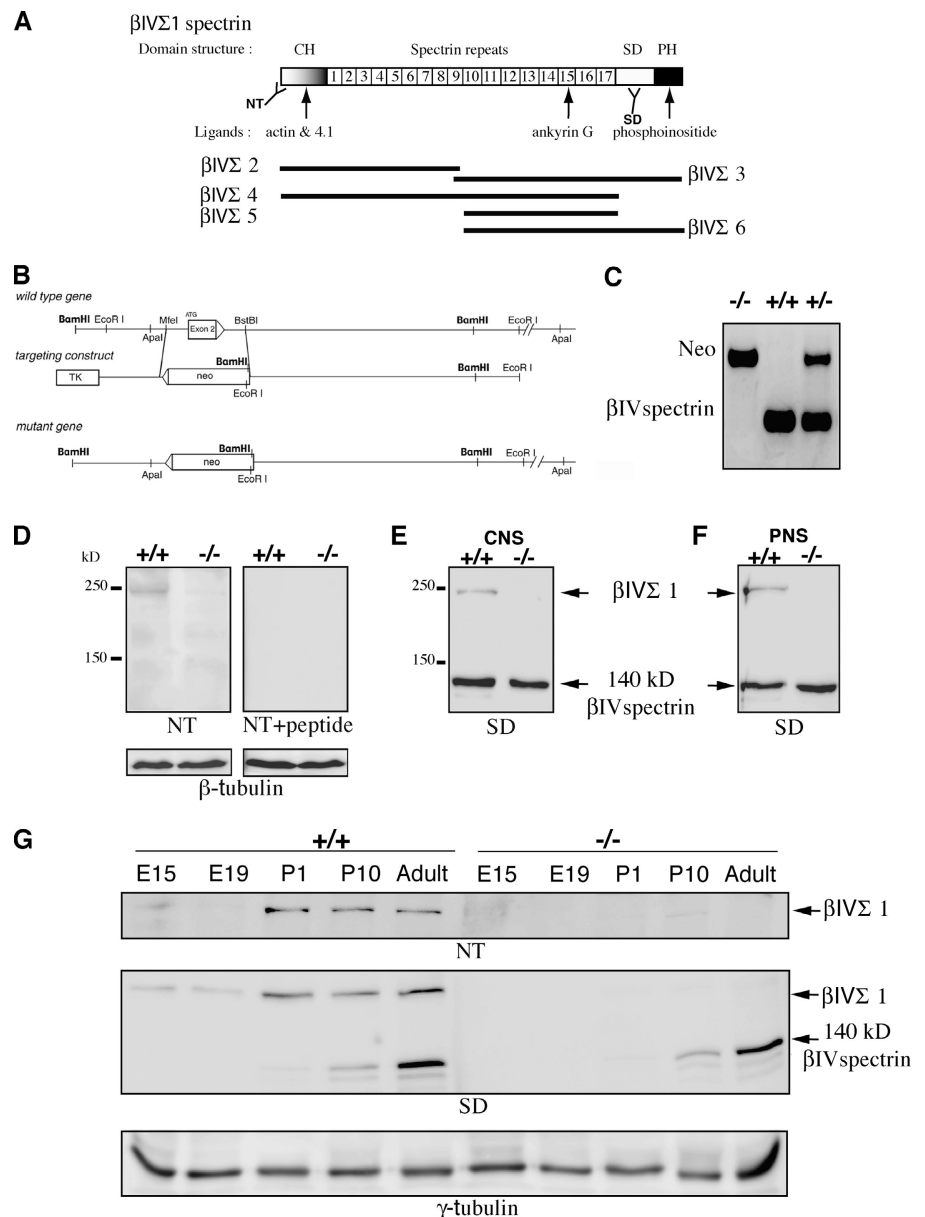 A
βIVΣ1 spectrin
Domain structure : CH Spectrin repeats SD PH
1 2 3 4 5 6 7 8 9 10 11 12 13 14 15 16 17
NT
SD
Ligands : actin & 4.1 ankyrin G phosphoinositide
βIVΣ 2
βIVΣ 3
βIVΣ 4
βIVΣ 5
βIVΣ 6
B
wild type gene
BamHI EcoR I ApaI MfeI ATG Exon 2 BstBI BamHI EcoR I ApaI
targeting construct
TK neo BamHI EcoR I BamHI EcoR I
mutant gene
BamHI ApaI neo BamHI EcoR I BamHI EcoR I ApaI
C
-/- +/+ +/-
Neo
βIVspectrin
D
kD +/+ -/- +/+ -/-
250
150
NT NT+peptide
β-tubulin
E
CNS
+/+ -/-
250
150
SD
βIVΣ 1
140 kD
βIVspectrin
F
PNS
+/+ -/-
SD
G
+/+ -/-
E15 E19 P1 P10 Adult E15 E19 P1 P10 Adult
βIVΣ 1
NT
βIVΣ 1
140 kD
βIVspectrin
SD
γ-tubulin